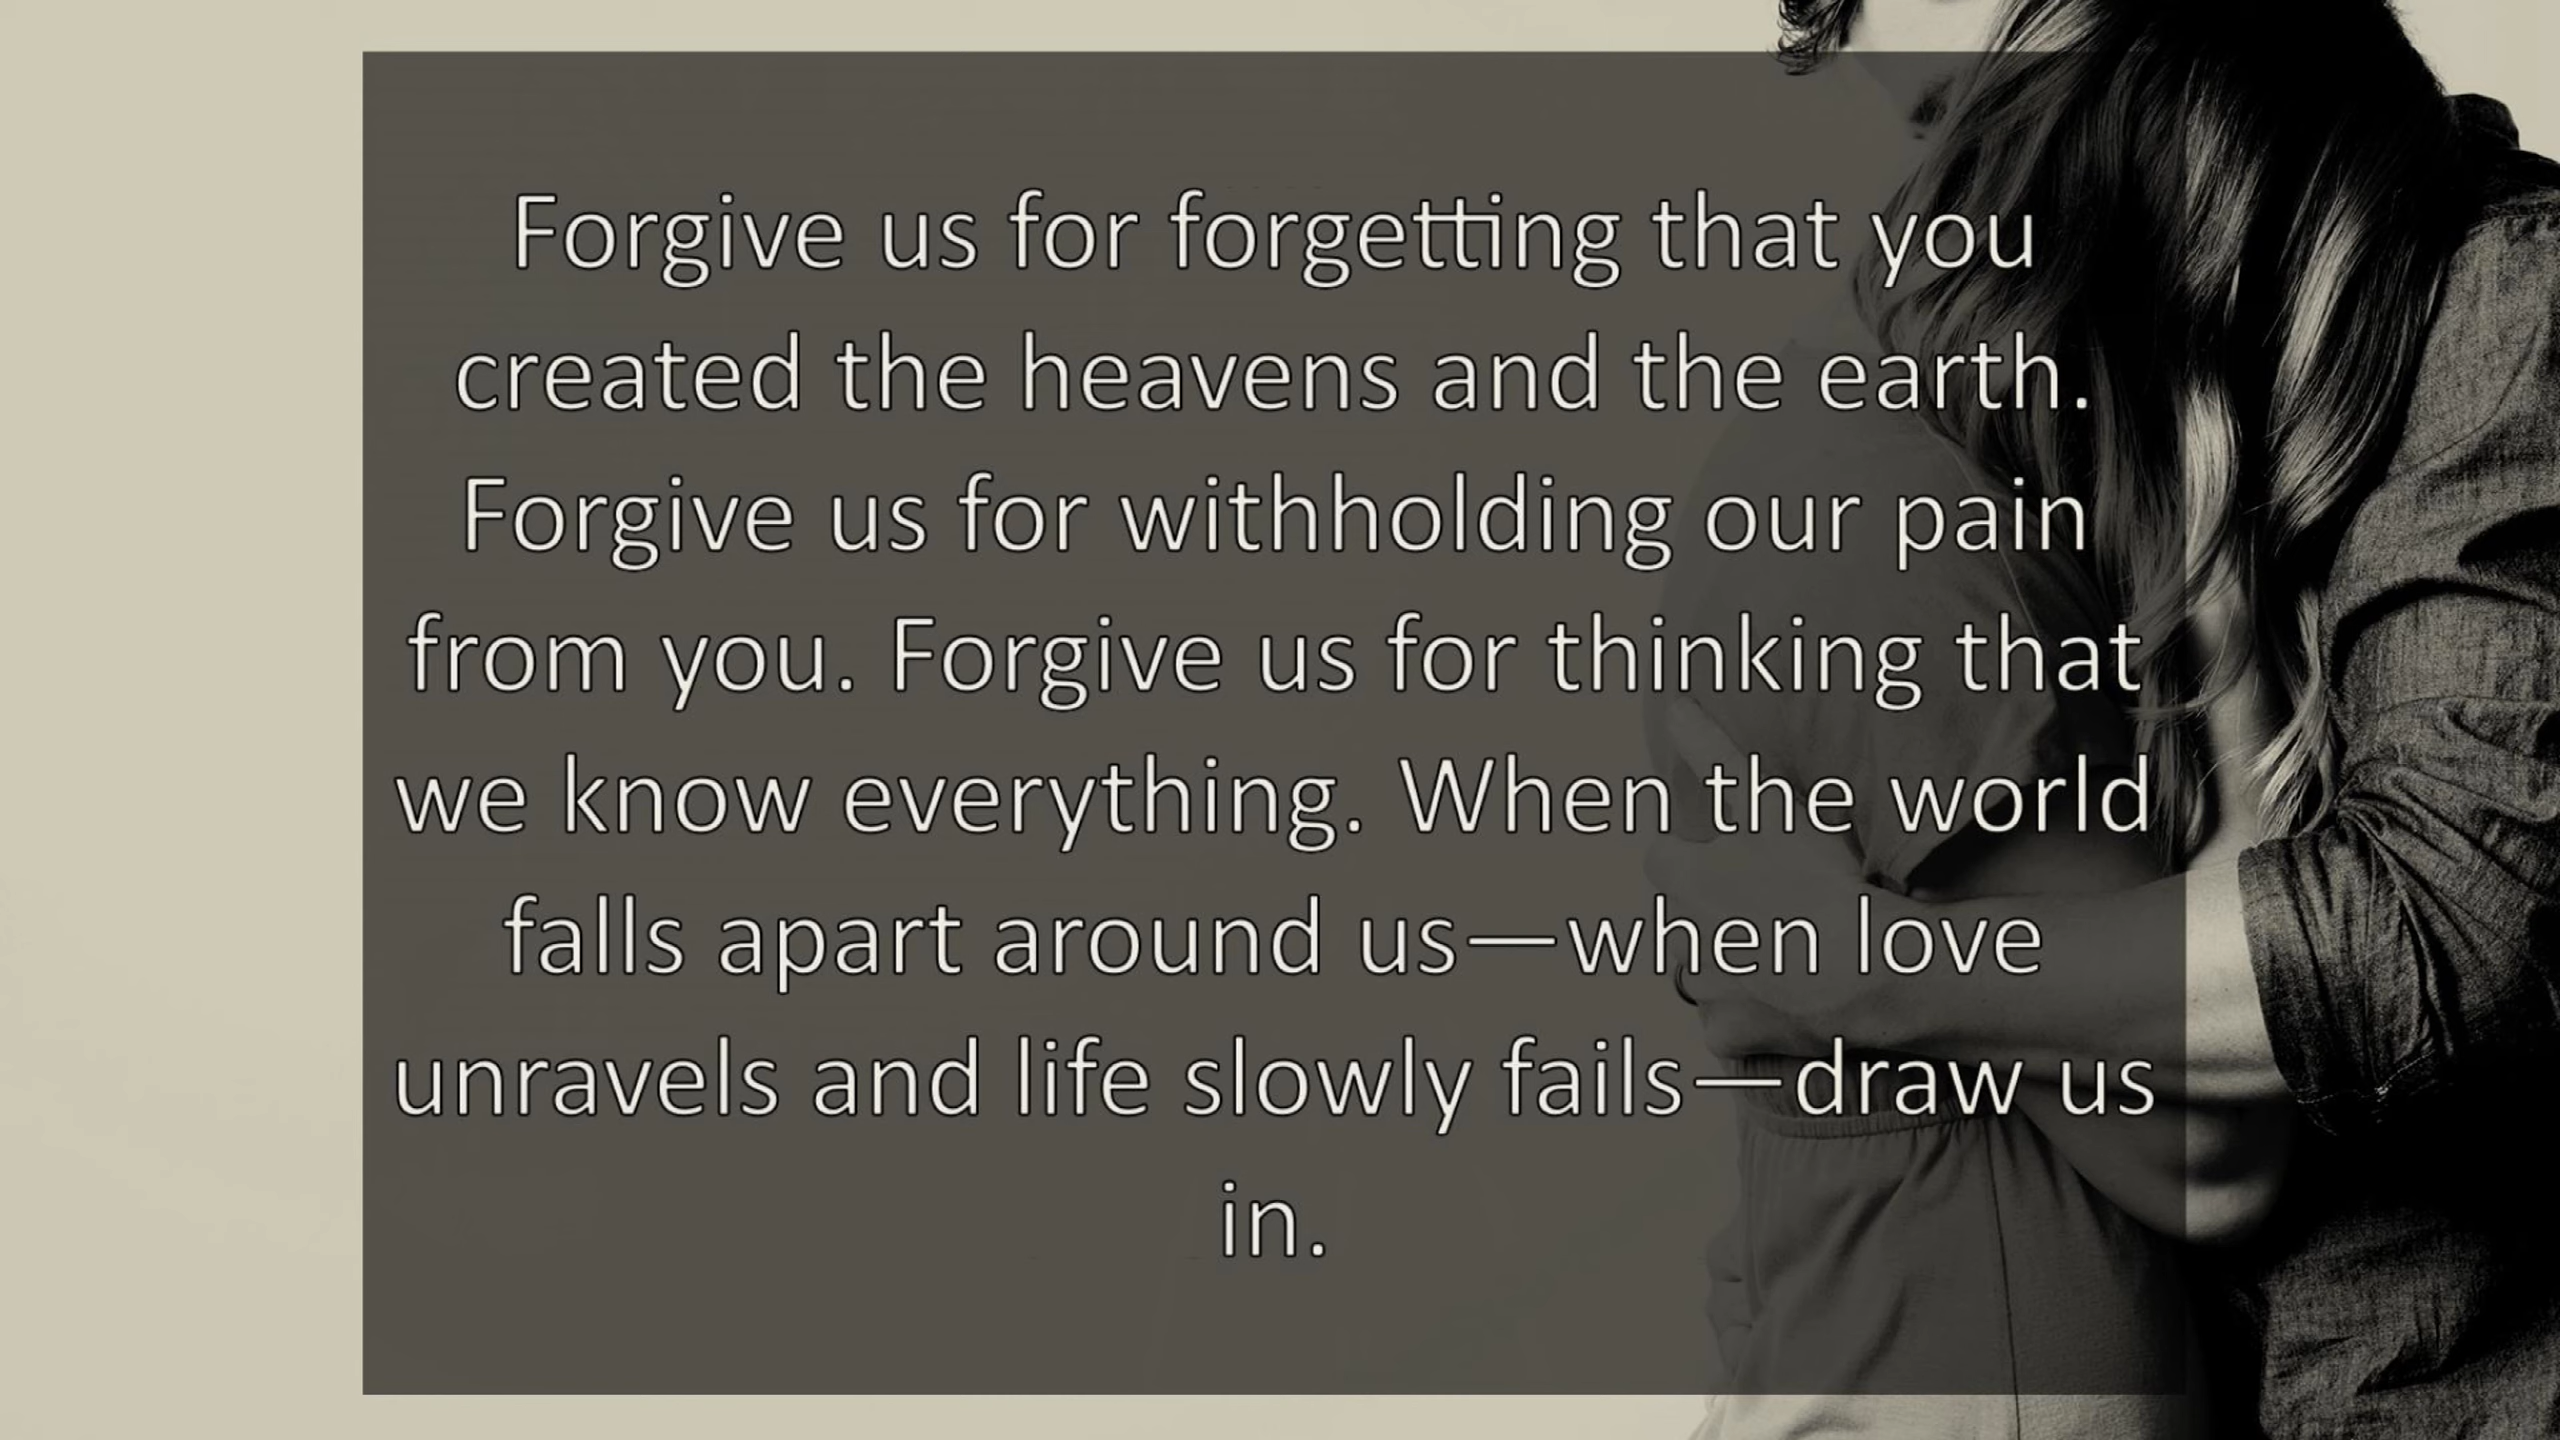 Forgive us for forgetting that you
created the heavens and the earth.
Forgive us for withholding our pain
from you. Forgive us for thinking that
we know everything. When the world
falls apart around us—when love
unravels and life slowly fails—draw us
in.